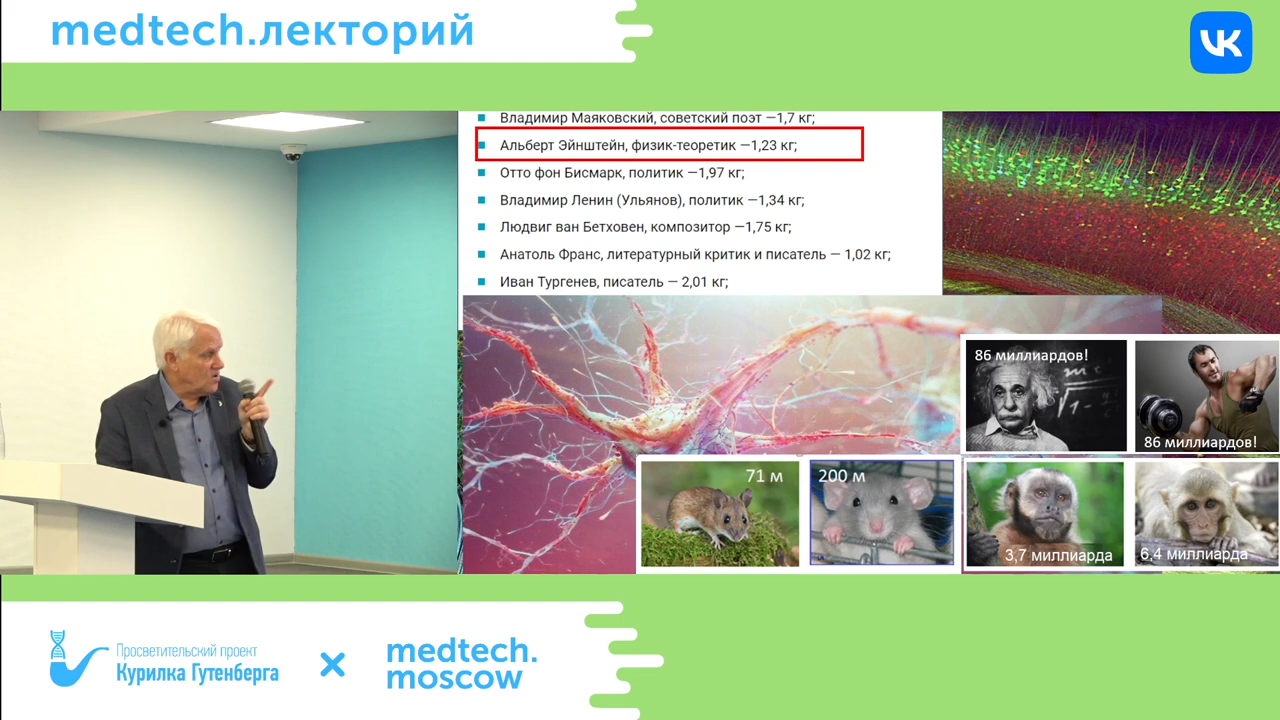 medtech.лекторий
VK
Владимир Маяковский, советский поэт —1,7 кг;
Альберт Эйнштейн, физик-теоретик —1,23 кг;
Отто фон Бисмарк, политик —1,97 кг;
Владимир Ленин (Ульянов), политик —1,34 кг;
Людвиг ван Бетховен, композитор —1,75 кг;
Анатоль Франс, литературный критик и писатель — 1,02 кг;
Иван Тургенев, писатель — 2,01 кг;
86 миллиардов!
86 миллиардов!
71 м
200 м
3,7 миллиарда
6,4 миллиарда
Просветительский проект
Курилка Гутенберга
medtech.
moscow